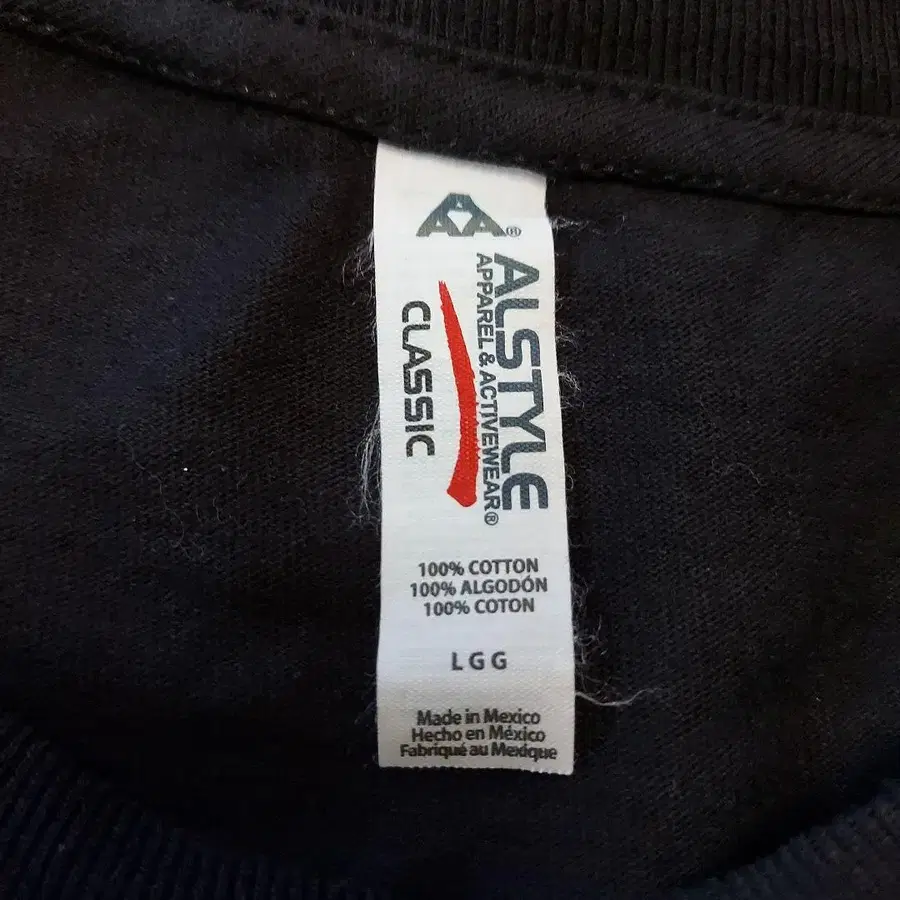 AAA®
ALSTYLE
APPAREL & ACTIVEWEAR®
CLASSIC
100% COTTON
100% ALGODÓN
100% COTON
L G G
Made in Mexico
Hecho en México
Fabriqué au Mexique